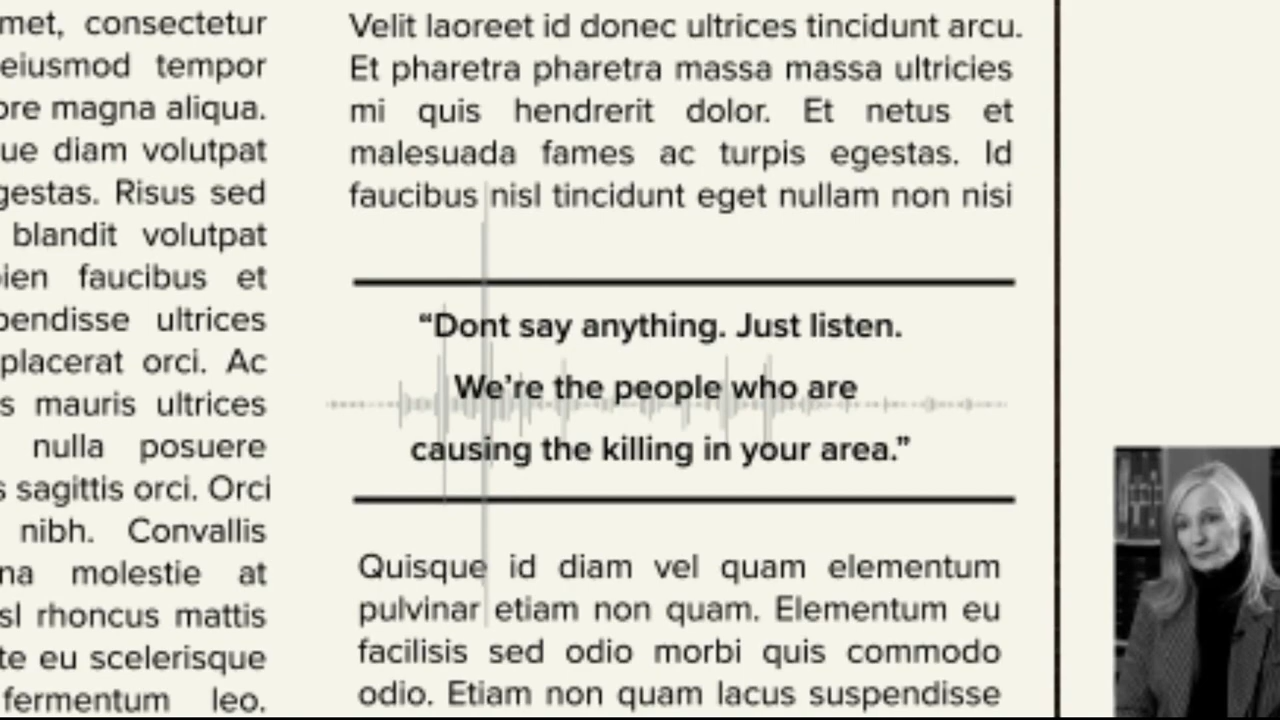 met, consectetur
eiusmod tempor
ore magna aliqua.
ue diam volutpat
gestas. Risus sed
blandit volutpat
ien faucibus et
pendisse ultrices
placerat orci. Ac
s mauris ultrices
nulla posuere
s sagittis orci. Orci
nibh. Convallis
na molestie at
sl rhoncus mattis
te eu scelerisque
fermentum leo.
Velit laoreet id donec ultrices tincidunt arcu.
Et pharetra pharetra massa massa ultricies
mi quis hendrerit dolor. Et netus et
malesuada fames ac turpis egestas. Id
faucibus nisl tincidunt eget nullam non nisi
“Dont say anything. Just listen.
We’re the people who are
causing the killing in your area.”
Quisque id diam vel quam elementum
pulvinar etiam non quam. Elementum eu
facilisis sed odio morbi quis commodo
odio. Etiam non quam lacus suspendisse